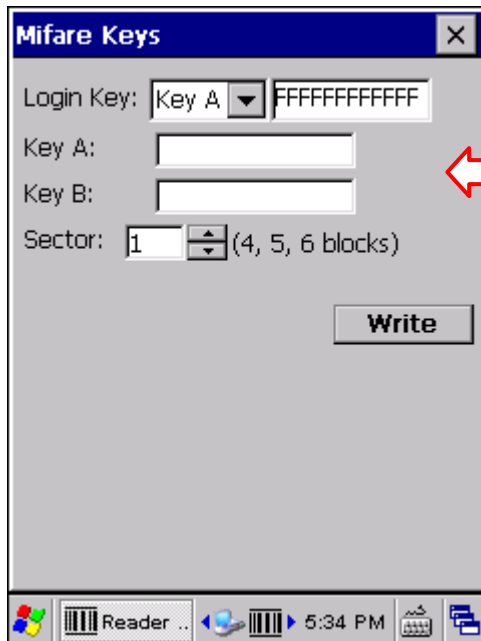 Mifare Keys
Login Key: Key A FFFFFFFFFFFF
Key A:
Key B:
Sector: 1 (4, 5, 6 blocks)
Write
Reader .. 5:34 PM